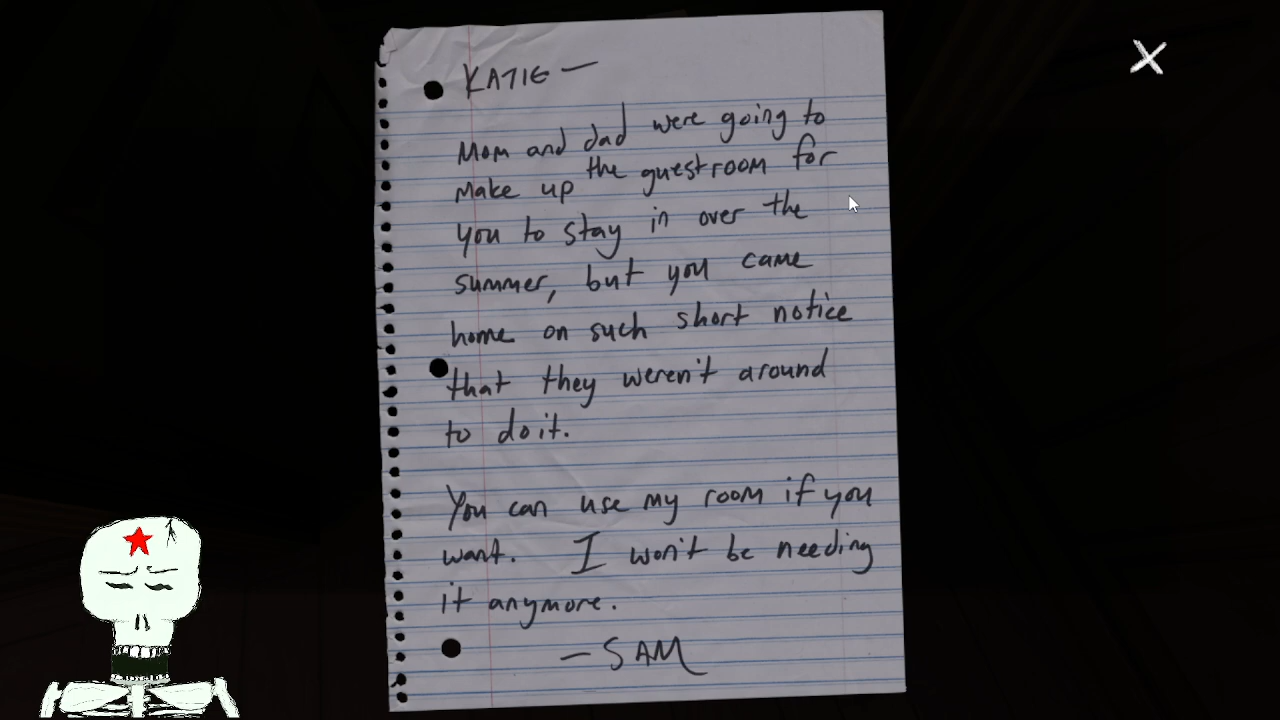 KATIE —
Mom and dad were going to
make up the guestroom for
you to stay in over the
summer, but you came
home on such short notice
that they weren't around
to do it.
You can use my room if you
want. I won't be needing
it anymore.
— SAM